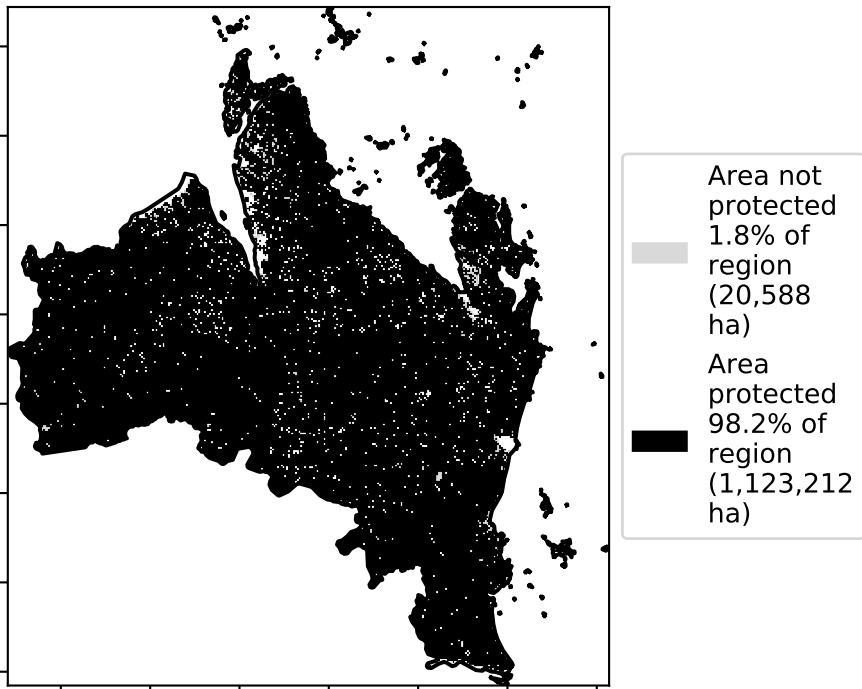 Area not
protected
1.8% of
region
(20,588
ha)
Area
protected
98.2% of
region
(1,123,212
ha)